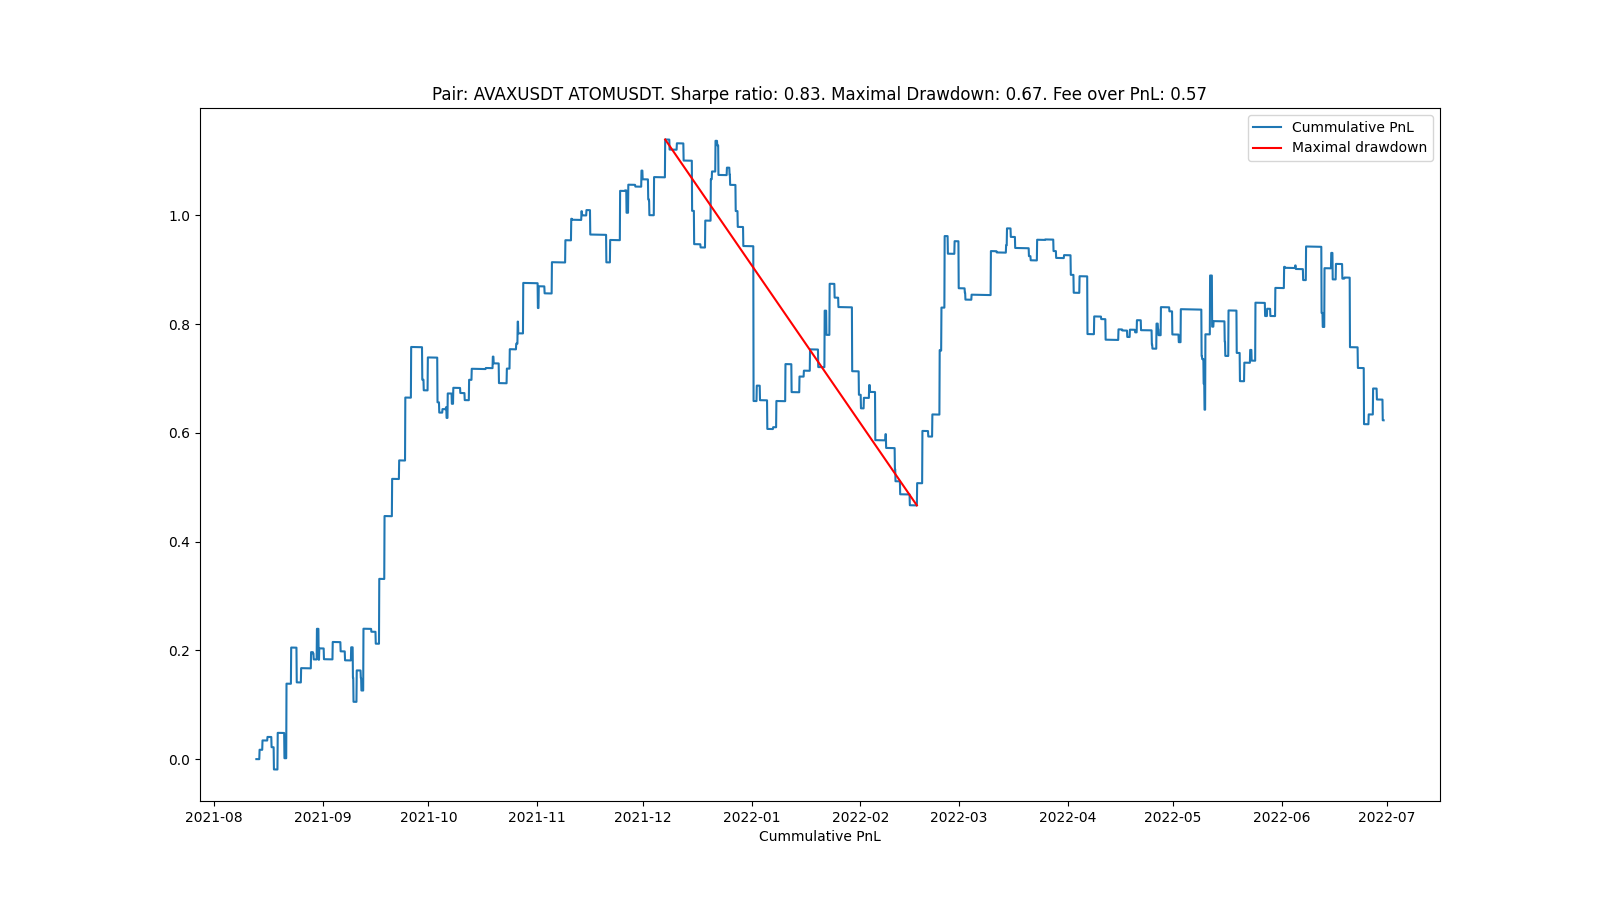 Pair: AVAXUSDT ATOMUSDT. Sharpe ratio: 0.83. Maximal Drawdown: 0.67. Fee over PnL: 0.57
Cummulative PnL
Maximal drawdown
1.0
0.8
0.6
0.4
0.2
0.0
2021-08 2021-09 2021-10 2021-11 2021-12 2022-01 2022-02 2022-03 2022-04 2022-05 2022-06 2022-07
Cummulative PnL